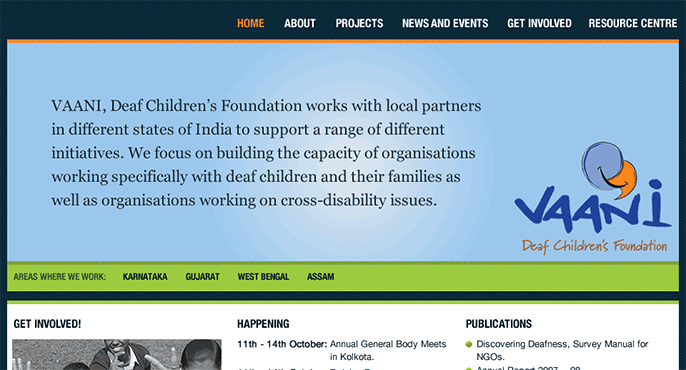 HOME ABOUT PROJECTS NEWS AND EVENTS GET INVOLVED RESOURCE CENTRE
VAANI, Deaf Children's Foundation works with local partners
in different states of India to support a range of different
initiatives. We focus on building the capacity of organisations
working specifically with deaf children and their families as
well as organisations working on cross-disability issues.
VAANI
Deaf Children's Foundation
AREAS WHERE WE WORK: KARNATAKA GUJARAT WEST BENGAL ASSAM
GET INVOLVED!
HAPPENING
11th - 14th October: Annual General Body Meets
in Kolkota.
PUBLICATIONS
Discovering Deafness, Survey Manual for
NGOs.
Annual Report 2007 - 08